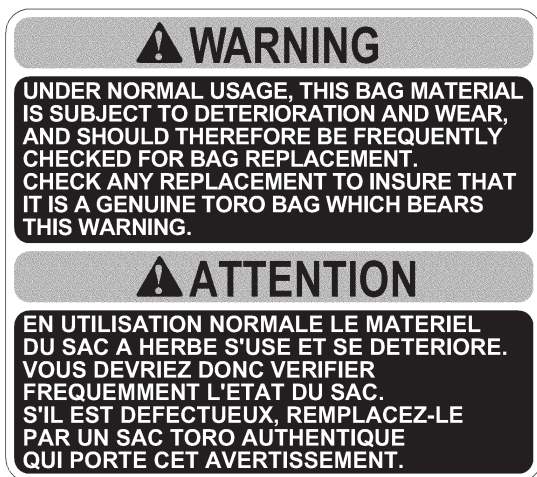 WARNING
UNDER NORMAL USAGE, THIS BAG MATERIAL
IS SUBJECT TO DETERIORATION AND WEAR,
AND SHOULD THEREFORE BE FREQUENTLY
CHECKED FOR BAG REPLACEMENT.
CHECK ANY REPLACEMENT TO INSURE THAT
IT IS A GENUINE TORO BAG WHICH BEARS
THIS WARNING.
ATTENTION
EN UTILISATION NORMALE LE MATERIEL
DU SAC A HERBE S'USE ET SE DETERIORE.
VOUS DEVRIEZ DONC VERIFIER
FREQUEMMENT L'ETAT DU SAC.
S'IL EST DEFECTUEUX, REMPLACEZ-LE
PAR UN SAC TORO AUTHENTIQUE
QUI PORTE CET AVERTISSEMENT.